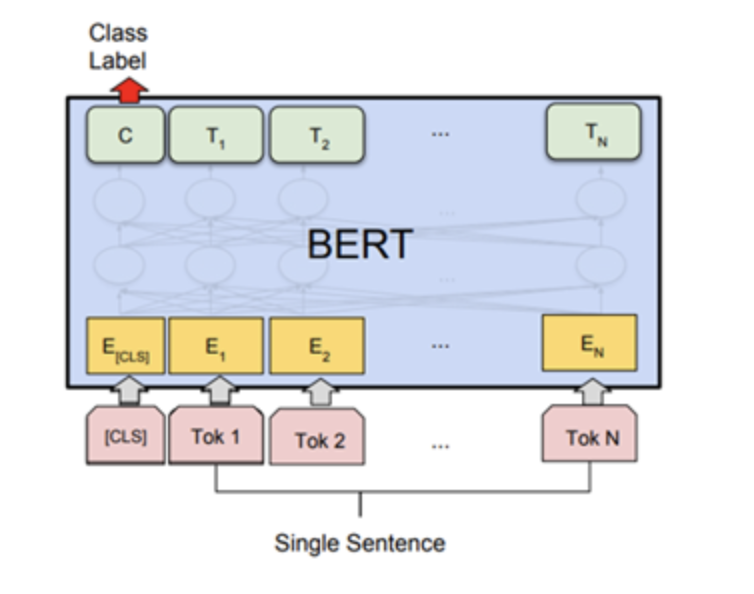 Class
Label
C T1 T2 ... TN
...
BERT
...
E[CLS] E1 E2 ... EN
[CLS] Tok 1 Tok 2 ... Tok N
Single Sentence